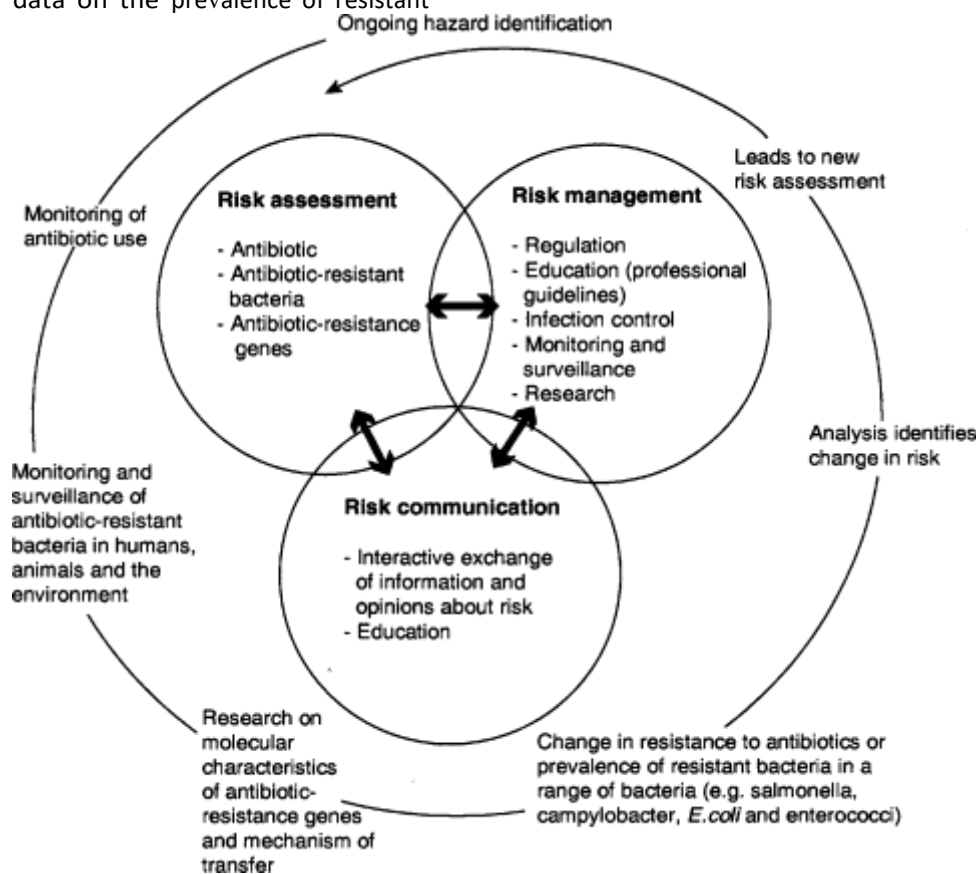 data on the prevalence of resistant
Ongoing hazard identification
Leads to new
risk assessment
Risk assessment
- Antibiotic
- Antibiotic-resistant
bacteria
- Antibiotic-resistance
genes
Risk management
- Regulation
- Education (professional
guidelines)
- Infection control
- Monitoring and
surveillance
- Research
Monitoring of
antibiotic use
Analysis identifies
change in risk
Monitoring and
surveillance of
antibiotic-resistant
bacteria in humans,
animals and the
environment
Risk communication
- Interactive exchange
of information and
opinions about risk
- Education
Research on
molecular
characteristics
of antibiotic-
resistance genes
and mechanism of
transfer
Change in resistance to antibiotics or
prevalence of resistant bacteria in a
range of bacteria (e.g. salmonella,
campylobacter, E.coli and enterococci)